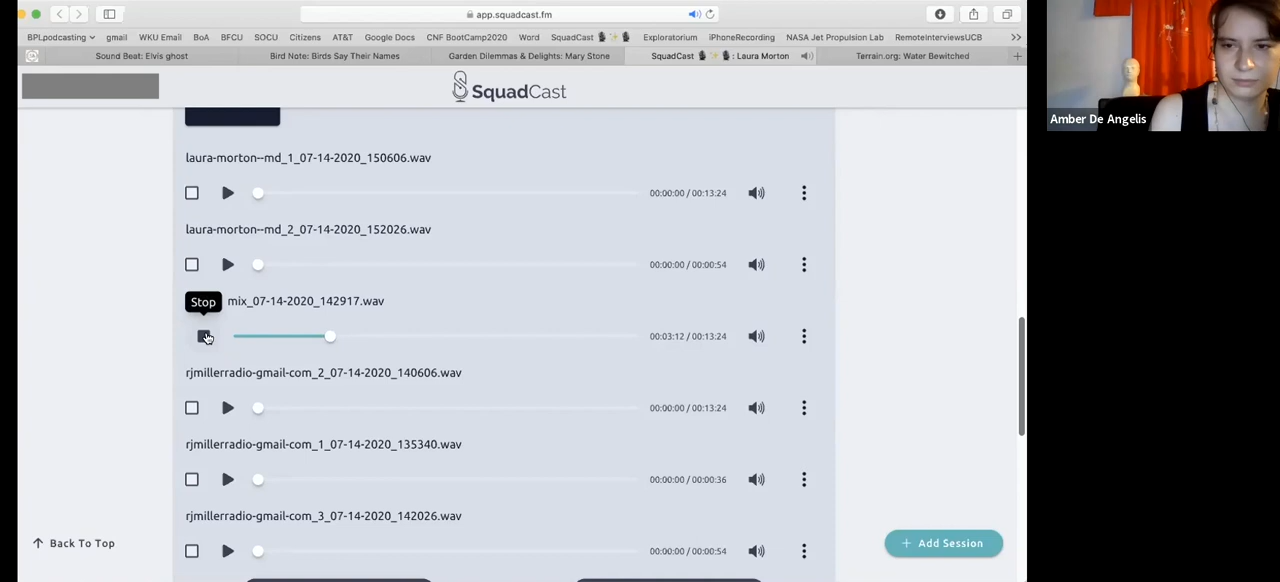 app.squadcast.fm
BPLpodcasting gmail WKU Email BoA BFCU SOCU Citizens AT&T Google Docs CNF BootCamp2020 Word SquadCast Exploratorium iPhoneRecording NASA Jet Propulsion Lab RemoteInterviewsUCB
Sound Beat: Elvis ghost Bird Note: Birds Say Their Names Garden Dilemmas & Delights: Mary Stone SquadCast : Laura Morton Terrain.org: Water Bewitched
SquadCast
Amber De Angelis
laura-morton--md_1_07-14-2020_150606.wav
00:00:00 / 00:13:24
laura-morton--md_2_07-14-2020_152026.wav
00:00:00 / 00:00:54
Stop mix_07-14-2020_142917.wav
00:03:12 / 00:13:24
rjmillerradio-gmail-com_2_07-14-2020_140606.wav
00:00:00 / 00:13:24
rjmillerradio-gmail-com_1_07-14-2020_135340.wav
00:00:00 / 00:00:36
rjmillerradio-gmail-com_3_07-14-2020_142026.wav
Back To Top + Add Session
00:00:00 / 00:00:54